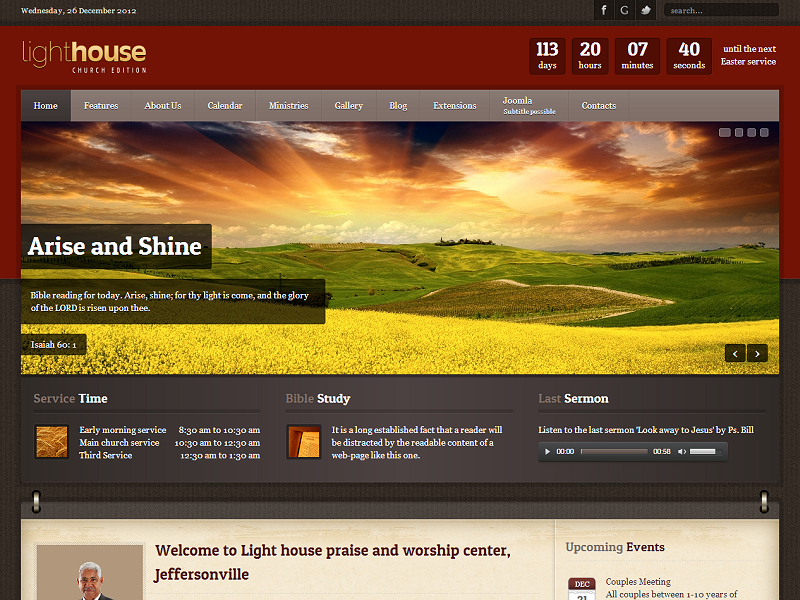 Wednesday, 26 December 2012
f G search...
lighthouse
CHURCH EDITION
113 20 07 40 until the next
days hours minutes seconds Easter service
Home Features About Us Calendar Ministries Gallery Blog Extensions Joomla Contacts
Subtitle possible
Arise and Shine
Bible reading for today. Arise, shine; for thy light is come, and the glory
of the LORD is risen upon thee.
Isaiah 60: 1
Service Time
Early morning service 8:30 am to 10:30 am
Main church service 10:30 am to 12:30 am
Third Service 12:30 am to 1:30 am
Bible Study
It is a long established fact that a reader will
be distracted by the readable content of a
web-page like this one.
Last Sermon
Listen to the last sermon 'Look away to Jesus' by Ps. Bill
00:00 00:58
Welcome to Light house praise and worship center,
Jeffersonville
Upcoming Events
DEC
21
Couples Meeting
All couples between 1-10 years of